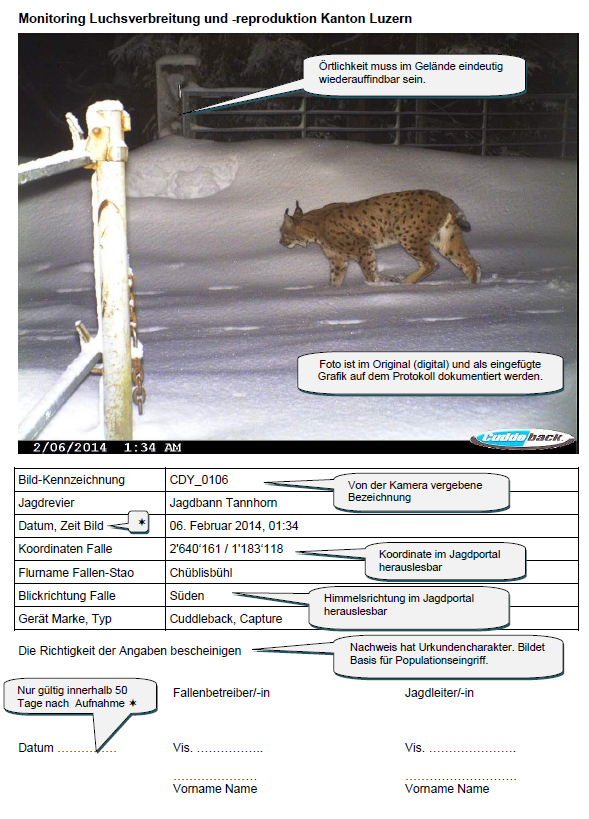 Monitoring Luchsverbreitung und -reproduktion Kanton Luzern
Örtlichkeit muss im Gelände eindeutig
wiederauffindbar sein.
Foto ist im Original (digital) und als eingefügte
Grafik auf dem Protokoll dokumentiert werden.
Cuddeback.
2/06/2014 1:34 AM
Bild-Kennzeichnung CDY_0106
Von der Kamera vergebene
Bezeichnung
Jagdrevier Jagdbann Tannhorn
Datum, Zeit Bild ✶ 06. Februar 2014, 01:34
Koordinaten Falle 2'640'161 / 1'183'118
Koordinate im Jagdportal
herauslesbar
Flurname Fallen-Stao Chüblisbühl
Blickrichtung Falle Süden
Himmelsrichtung im Jagdportal
herauslesbar
Gerät Marke, Typ Cuddleback, Capture
Die Richtigkeit der Angaben bescheinigen
Nachweis hat Urkundencharakter. Bildet
Basis für Populationseingriff.
Nur gültig innerhalb 50
Tage nach Aufnahme ✶
Fallenbetreiber/-in Jagdleiter/-in
Datum ……………. Vis. …………….. Vis. ………………….
………………… ……………………….
Vorname Name Vorname Name